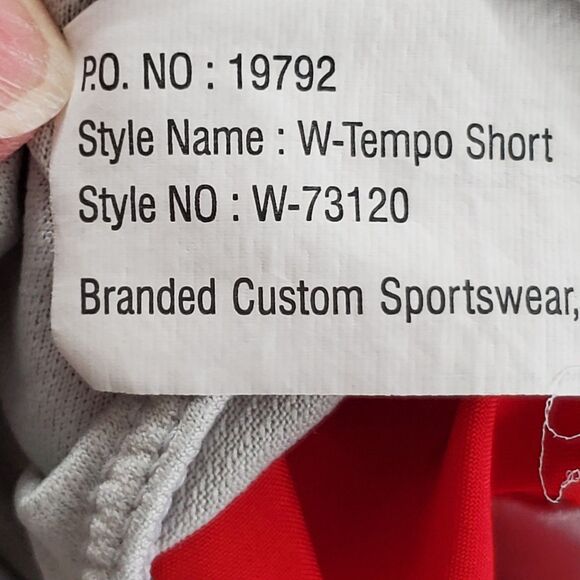 P.O. NO : 19792
Style Name : W-Tempo Short
Style NO : W-73120
Branded Custom Sportswear,